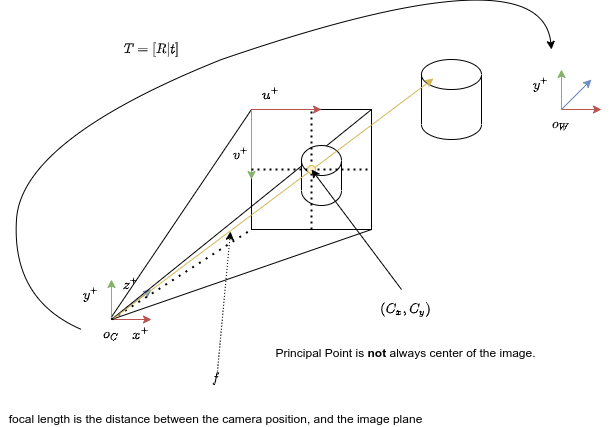 T = [R|t]
y⁺
o_W
u⁺
v⁺
z⁺
y⁺
o_C
x⁺
(C_x, C_y)
Principal Point is not always center of the image.
f
focal length is the distance between the camera position, and the image plane